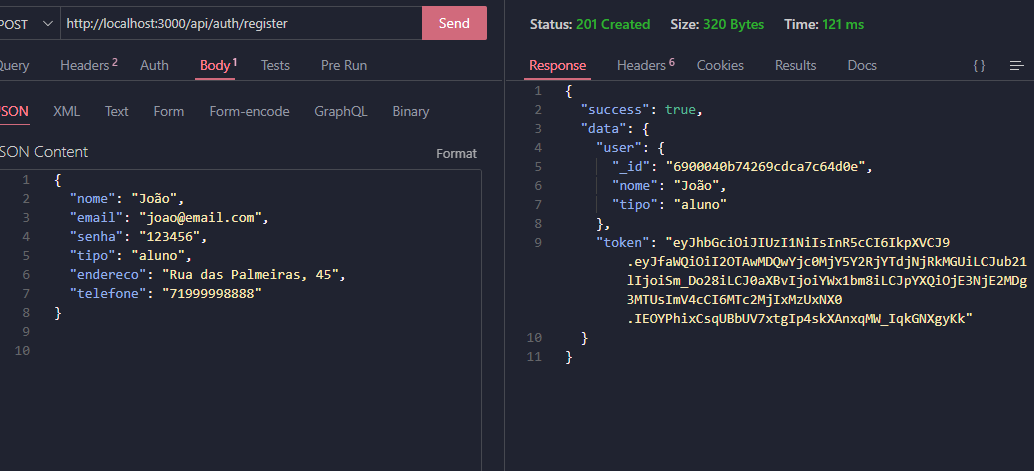 POST http://localhost:3000/api/auth/register Send
Query Headers 2 Auth Body 1 Tests Pre Run
JSON XML Text Form Form-encode GraphQL Binary
JSON Content Format
1 {
2 "nome": "João",
3 "email": "joao@email.com",
4 "senha": "123456",
5 "tipo": "aluno",
6 "endereco": "Rua das Palmeiras, 45",
7 "telefone": "71999998888"
8 }
9
10
Status: 201 Created Size: 320 Bytes Time: 121 ms
Response Headers 6 Cookies Results Docs { }
1 {
2 "success": true,
3 "data": {
4 "user": {
5 "_id": "6900040b74269cdca7c64d0e",
6 "nome": "João",
7 "tipo": "aluno"
8 },
9 "token": "eyJhbGciOiJIUzI1NiIsInR5cCI6IkpXVCJ9
.eyJfaWQiOiI2OTAwMDQwYjc0MjY5Y2RjYTdjNjRkMGUiLCJub21
lIjoiSm_Do28iLCJ0aXBvIjoiYWx1bm8iLCJpYXQiOjE3NjE2MDg
3MTUsImV4cCI6MTc2MjIxMzUxNX0
.IEOYPhixCsqUBbUV7xtgIp4skXAnxqMW_IqkGNXgyKk"
10 }
11 }